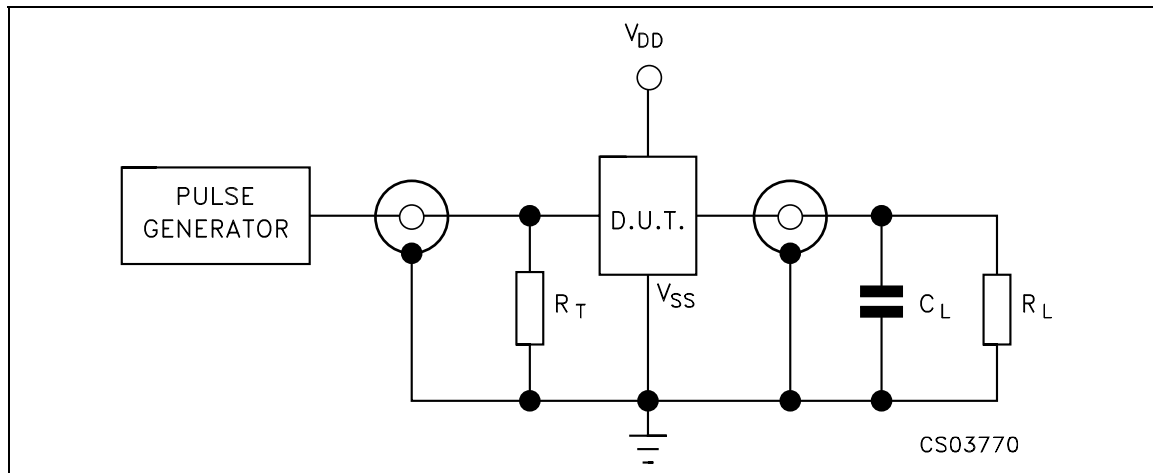 VDD
PULSE
GENERATOR
D.U.T.
RT
VSS
CL
RL
CS03770